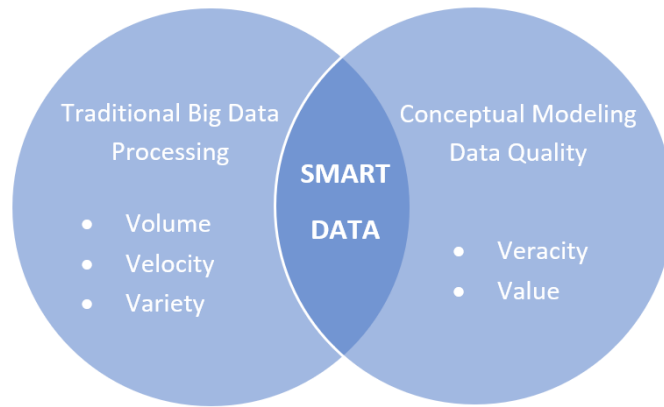 Traditional Big Data
Processing
• Volume
• Velocity
• Variety
SMART
DATA
Conceptual Modeling
Data Quality
• Veracity
• Value